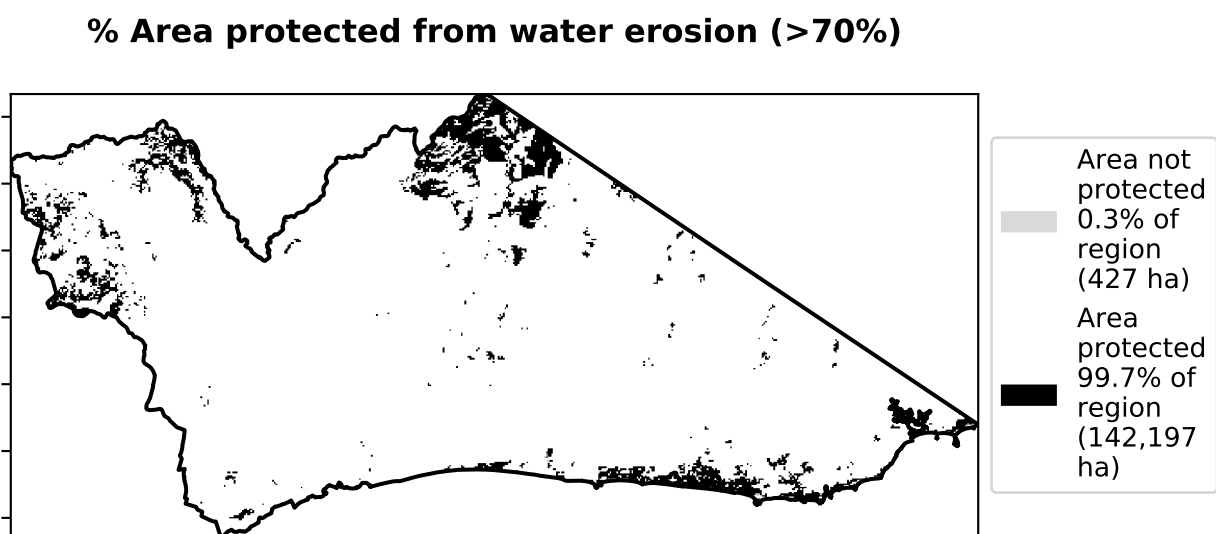 % Area protected from water erosion (>70%)
Area not
protected
0.3% of
region
(427 ha)
Area
protected
99.7% of
region
(142,197
ha)